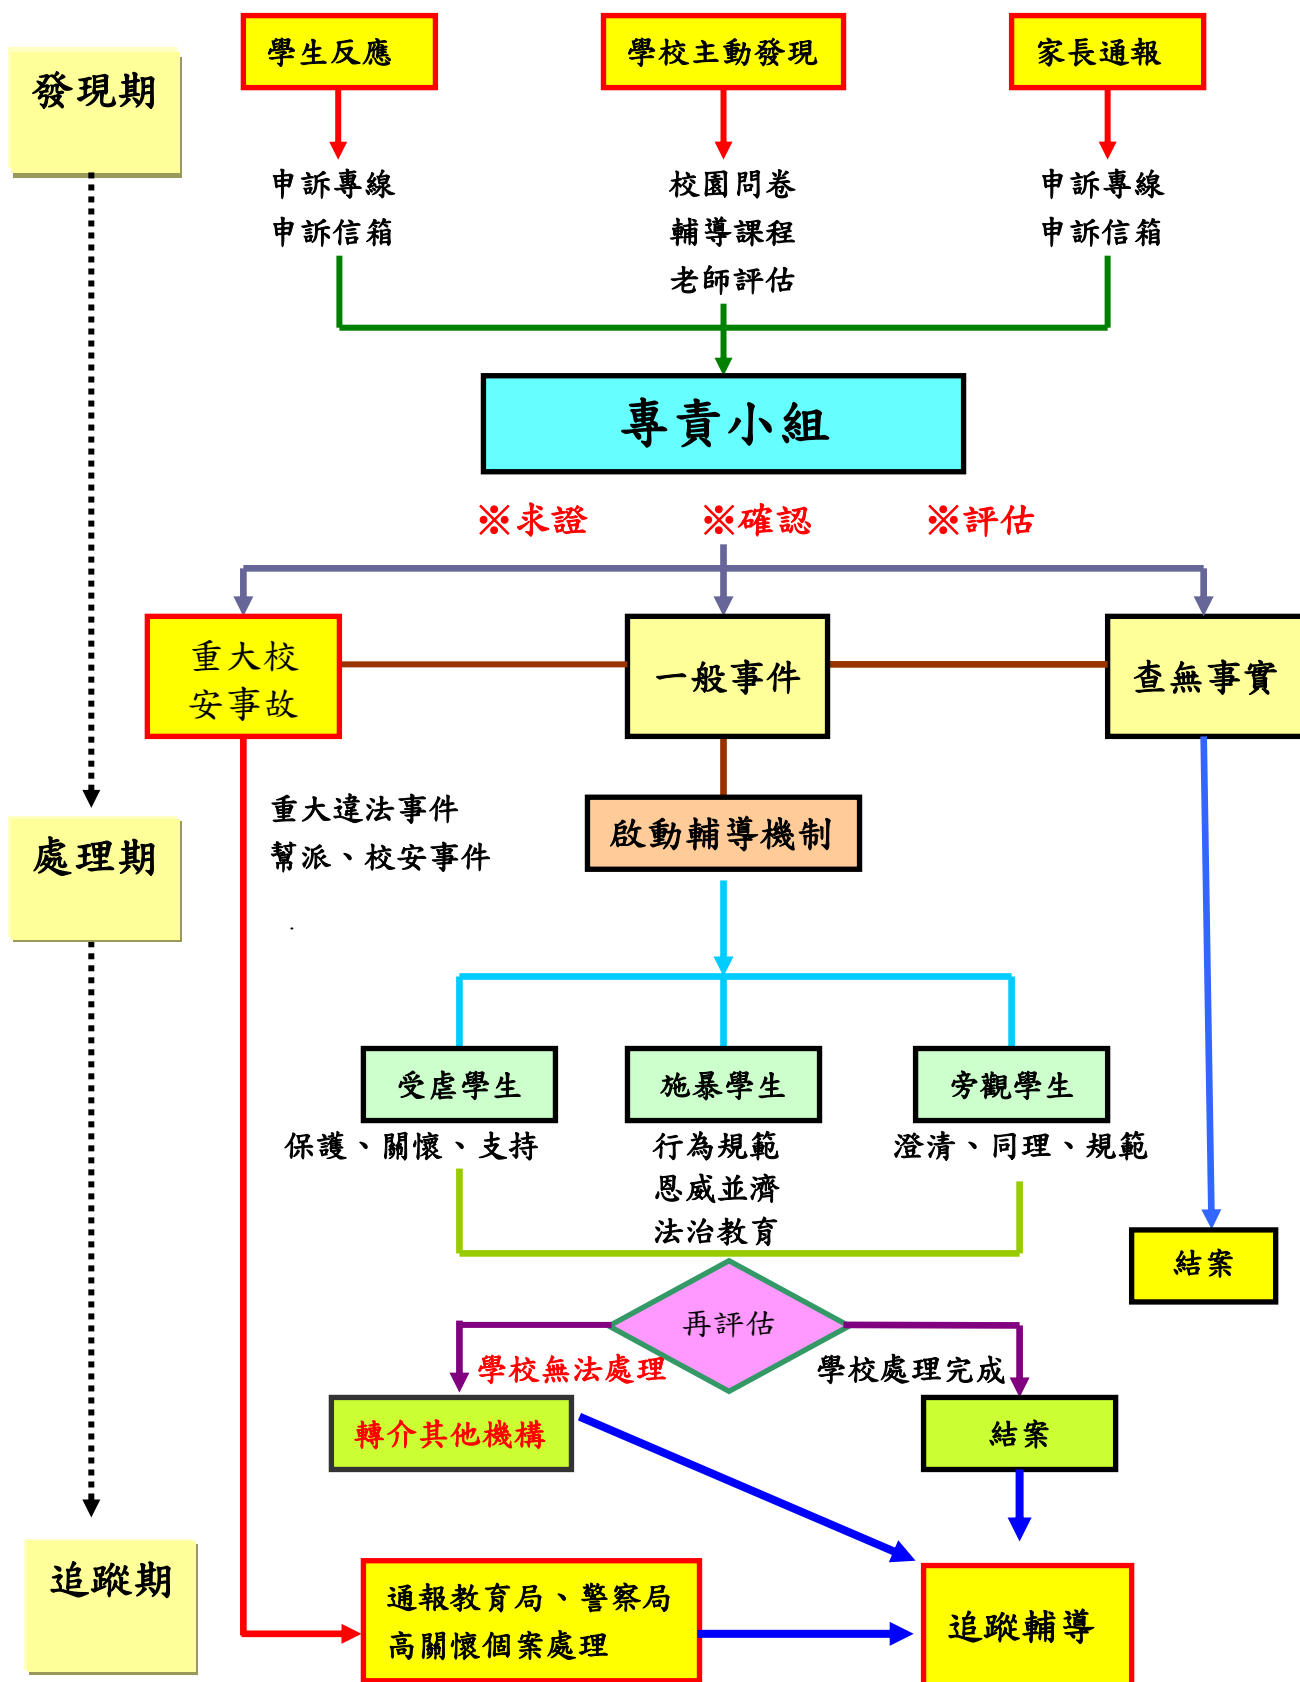 發現期
學生反應
學校主動發現
家長通報
申訴專線
申訴信箱
校園問卷
輔導課程
老師評估
申訴專線
申訴信箱
專責小組
※求證
※確認
※評估
重大校
安事故
一般事件
查無事實
處理期
重大違法事件
幫派、校安事件
啟動輔導機制
受虐學生
施暴學生
旁觀學生
保護、關懷、支持
行為規範
恩威並濟
法治教育
澄清、同理、規範
結案
再評估
學校無法處理
學校處理完成
轉介其他機構
結案
追蹤期
通報教育局、警察局
高關懷個案處理
追蹤輔導